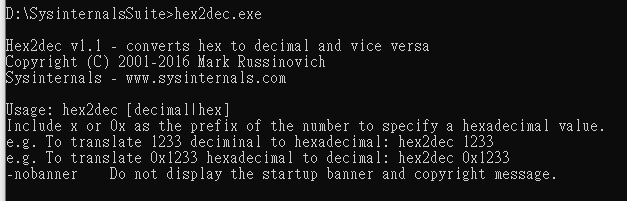 D:\SysinternalsSuite>hex2dec.exe
Hex2dec v1.1 - converts hex to decimal and vice versa
Copyright (C) 2001-2016 Mark Russinovich
Sysinternals - www.sysinternals.com
Usage: hex2dec [decimal|hex]
Include x or 0x as the prefix of the number to specify a hexadecimal value.
e.g. To translate 1233 deciminal to hexadecimal: hex2dec 1233
e.g. To translate 0x1233 hexadecimal to decimal: hex2dec 0x1233
-nobanner    Do not display the startup banner and copyright message.